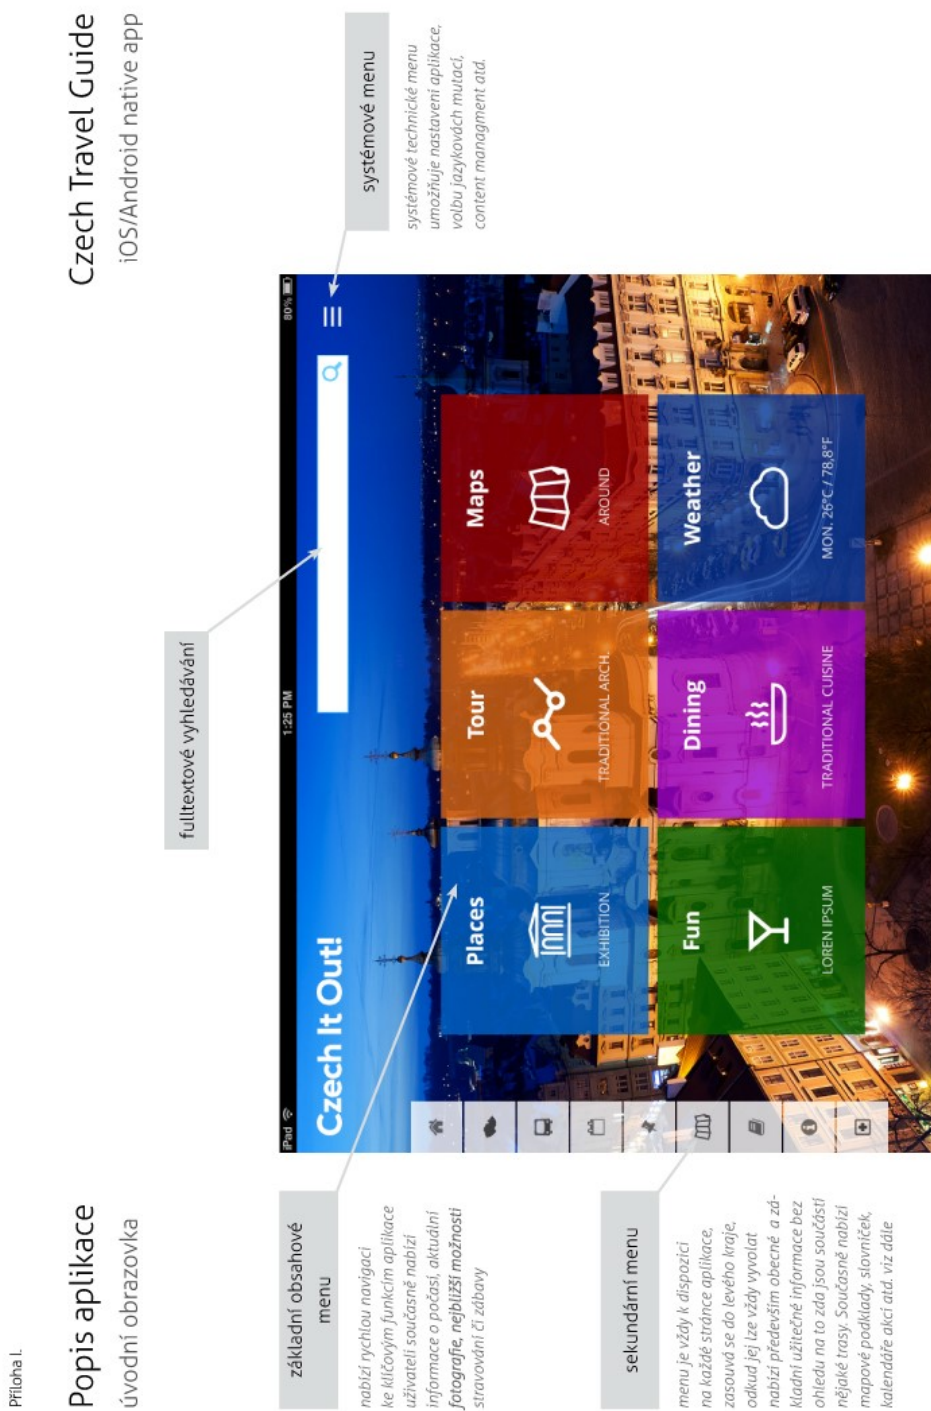 Příloha I.
Popis aplikace
úvodní obrazovka
Czech Travel Guide
iOS/Android native app
fulltextové vyhledávání
systémové menu
systémové technické menu
umožňuje nastavení aplikace,
volbu jazykovách mutací,
content managment atd.
základní obsahové
menu
nabízí rychlou navigaci
ke klíčovým funkcím aplikace
uživateli současně nabízí
informace o počasí, aktuální
fotografie, nejbližší možnosti
stravování či zábavy
sekundární menu
menu je vždy k dispozici
na každé stránce aplikace,
zasouvá se do levého kraje,
odkud jej lze vždy vyvolat
nabízí především obecné a zá-
kladní užitečné informace bez
ohledu na to zda jsou součástí
nějaké trasy. Současně nabízí
mapové podklady, slovníček,
kalendáře akcí atd. viz dále
iPad
1:25 PM
80%
Czech It Out!
Places
EXHIBITION
Tour
TRADITIONAL ARCH.
Maps
AROUND
Fun
LOREN IPSUM
Dining
TRADITIONAL CUISINE
Weather
MON. 26°C / 78,8°F